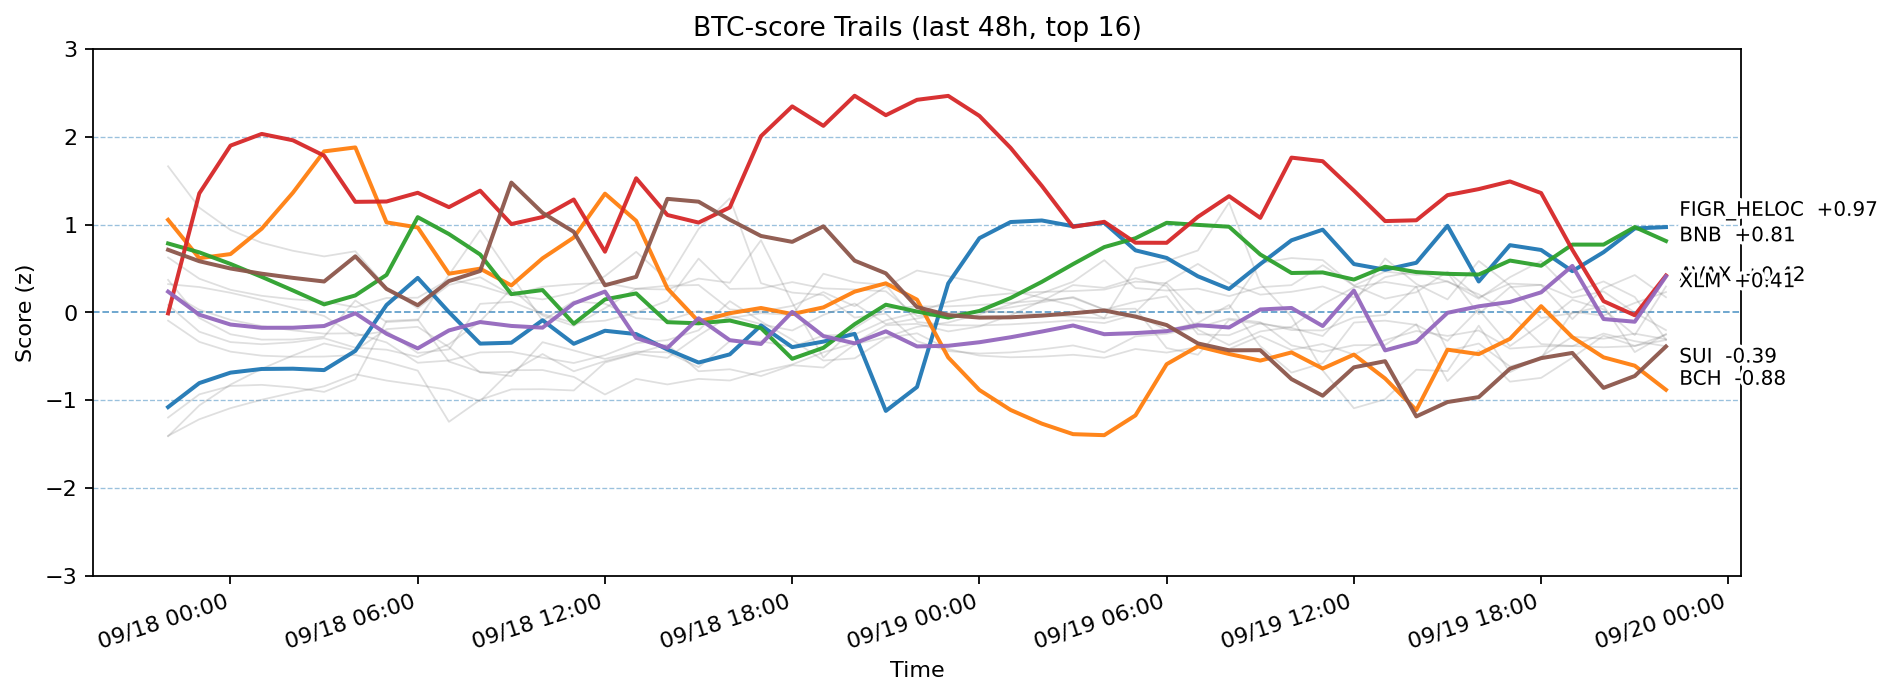 BTC-score Trails (last 48h, top 16)
Score (z)
3
2
1
0
−1
−2
−3
FIGR_HELOC +0.97
BNB +0.81
XLM +0.41
SUI -0.39
BCH -0.88
09/18 00:00
09/18 06:00
09/18 12:00
09/18 18:00
09/19 00:00
09/19 06:00
09/19 12:00
09/19 18:00
09/20 00:00
Time